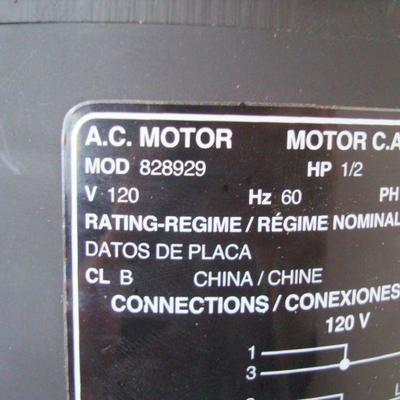 A.C. MOTOR MOTOR C.A
MOD 828929 HP 1/2
V 120 Hz 60 PH
RATING-REGIME / RÉGIME NOMINAL
DATOS DE PLACA
CL B CHINA / CHINE
CONNECTIONS / CONEXIONES
120 V
1
3